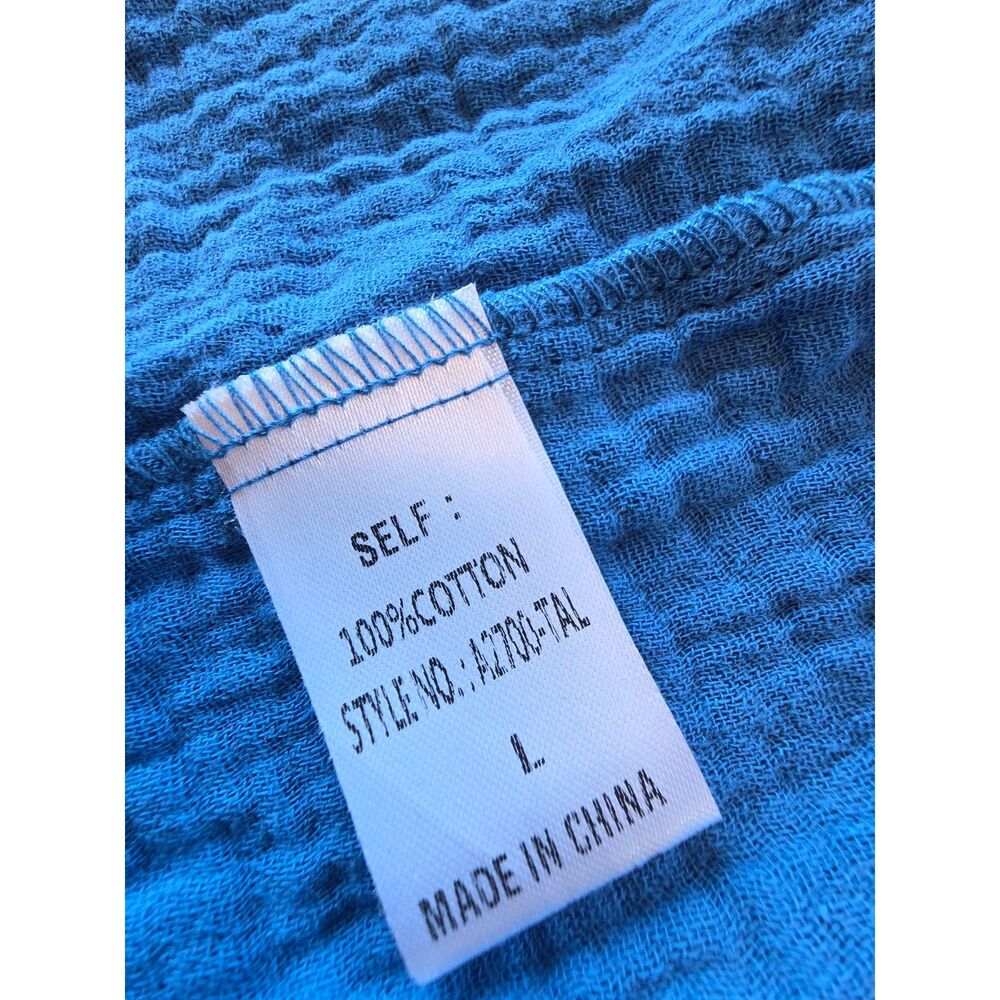 SELF :
100%COTTON
STYLE NO. : A2700-TAL
L
MADE IN CHINA